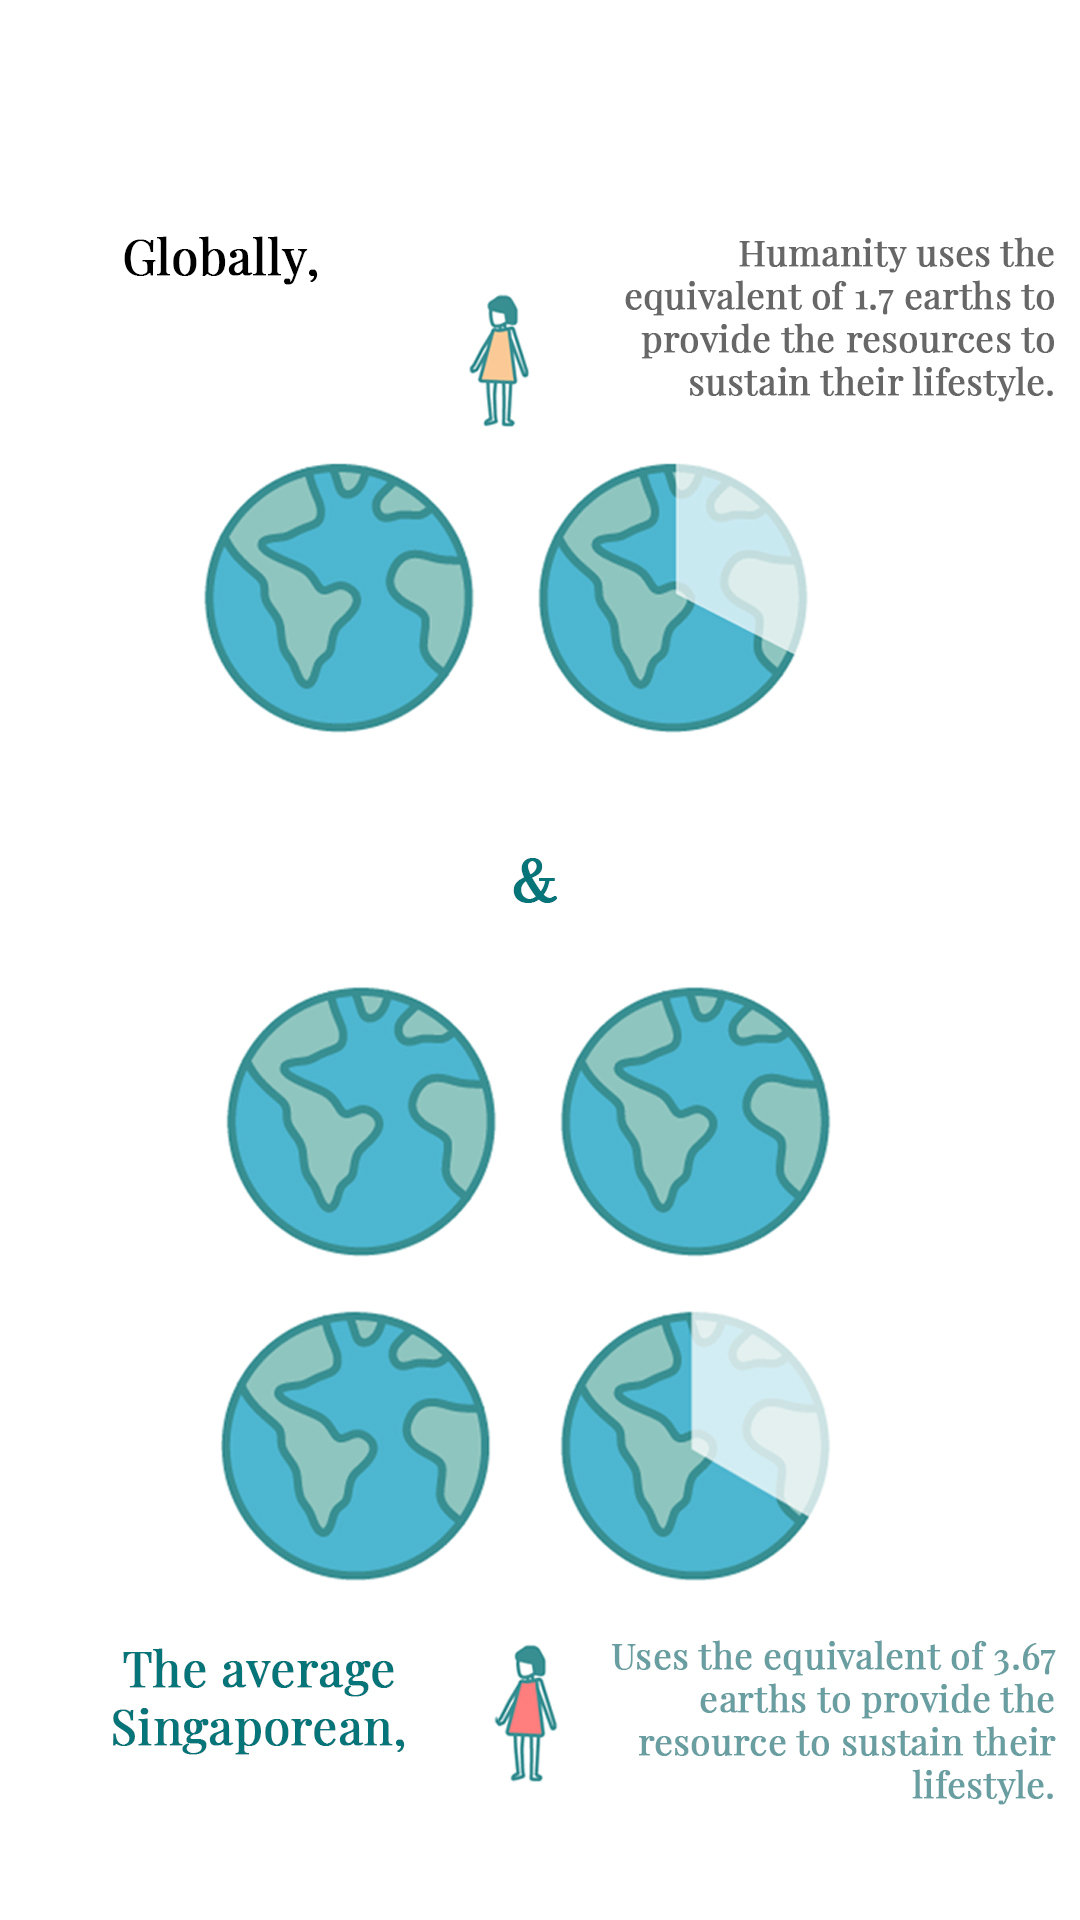 Globally,
Humanity uses the
equivalent of 1.7 earths to
provide the resources to
sustain their lifestyle.
&
The average
Singaporean,
Uses the equivalent of 3.67
earths to provide the
resource to sustain their
lifestyle.